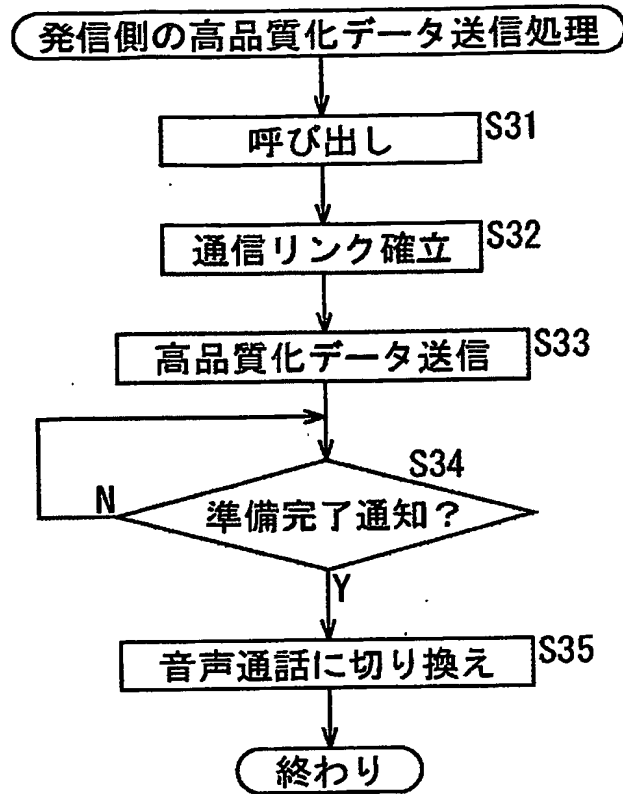 発信側の高品質化データ送信処理
呼び出し
S31
通信リンク確立
S32
高品質化データ送信
S33
S34
準備完了通知？
N
Y
音声通話に切り換え
S35
終わり